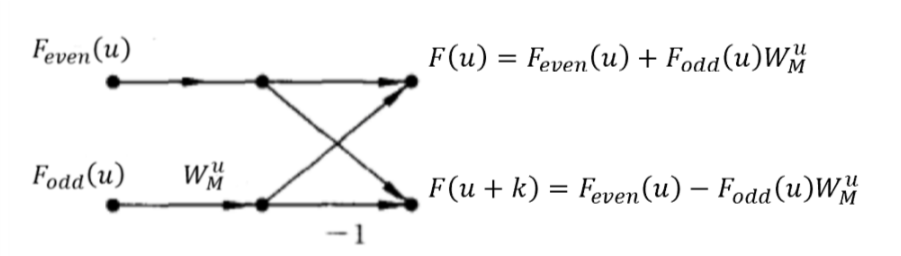 F_even(u)
F(u) = F_even(u) + F_odd(u)W_M^u
F_odd(u)
W_M^u
F(u + k) = F_even(u) − F_odd(u)W_M^u
−1